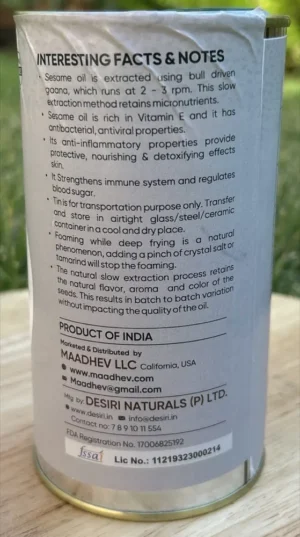 INTERESTING FACTS & NOTES
• Sesame oil is extracted using bull driven
gaana, which runs at 2 - 3 rpm. This slow
extraction method retains micronutrients.
• Sesame oil is rich in Vitamin E and it has
antibacterial, antiviral properties.
• Its anti-inflammatory properties provide
protective, nourishing & detoxifying effects
skin.
• It Strengthens immune system and regulates
blood sugar.
• Tin is for transportation purpose only. Transfer
and store in airtight glass/steel/ceramic
container in a cool and dry place.
• Foaming while deep frying is a natural
phenomenon, adding a pinch of crystal salt or
tamarind will stop the foaming.
• The natural slow extraction process retains
the natural flavor, aroma and color of the
seeds. This results in batch to batch variation
without impacting the quality of the oil.
PRODUCT OF INDIA
Marketed & Distributed by
MAADHEV LLC California, USA
www.maadhev.com
Maadhev@gmail.com
Mfg by: DESIRI NATURALS (P) LTD.
www.desiri.in info@desiri.in
Contact no: 7 8 9 10 11 554
FDA Registration No. 17006825192
fssai Lic No.: 11219323000214